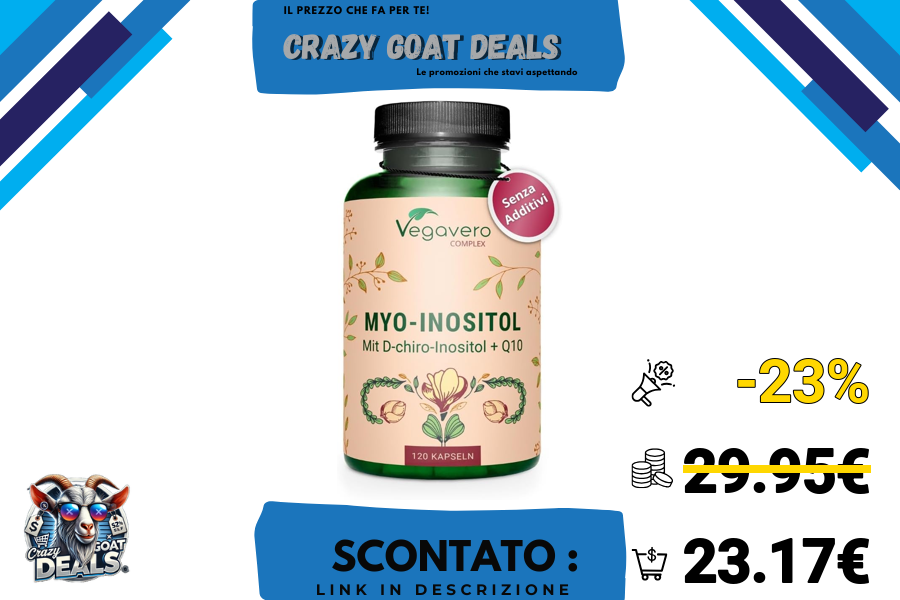 IL PREZZO CHE FA PER TE!
CRAZY GOAT DEALS
Le promozioni che stavi aspettando
Senza
Additivi
Vegavero
COMPLEX
MYO-INOSITOL
Mit D-chiro-Inositol + Q10
120 KAPSELN
-23%
29.95€
23.17€
SCONTATO :
LINK IN DESCRIZIONE
Crazy
GOAT
DEALS